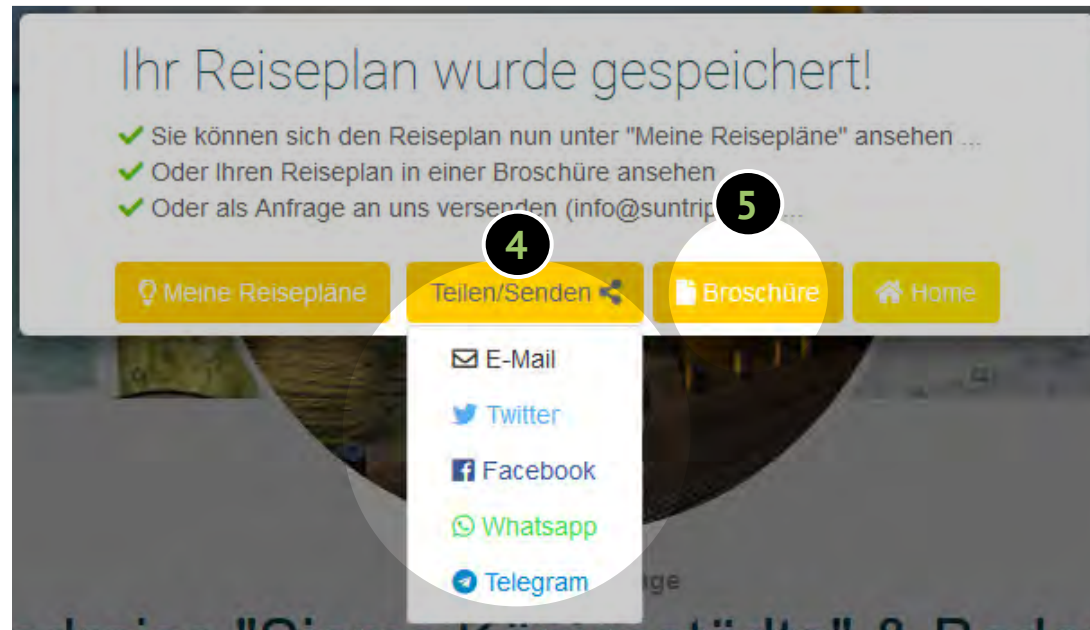 Ihr Reiseplan wurde gespeichert!
Sie können sich den Reiseplan nun unter "Meine Reisepläne" ansehen ...
Oder Ihren Reiseplan in einer Broschüre ansehen
Oder als Anfrage an uns versenden (info@suntrip
5
4
Meine Reisepläne
Teilen/Senden
Broschüre
Home
E-Mail
Twitter
Facebook
Whatsapp
Telegram